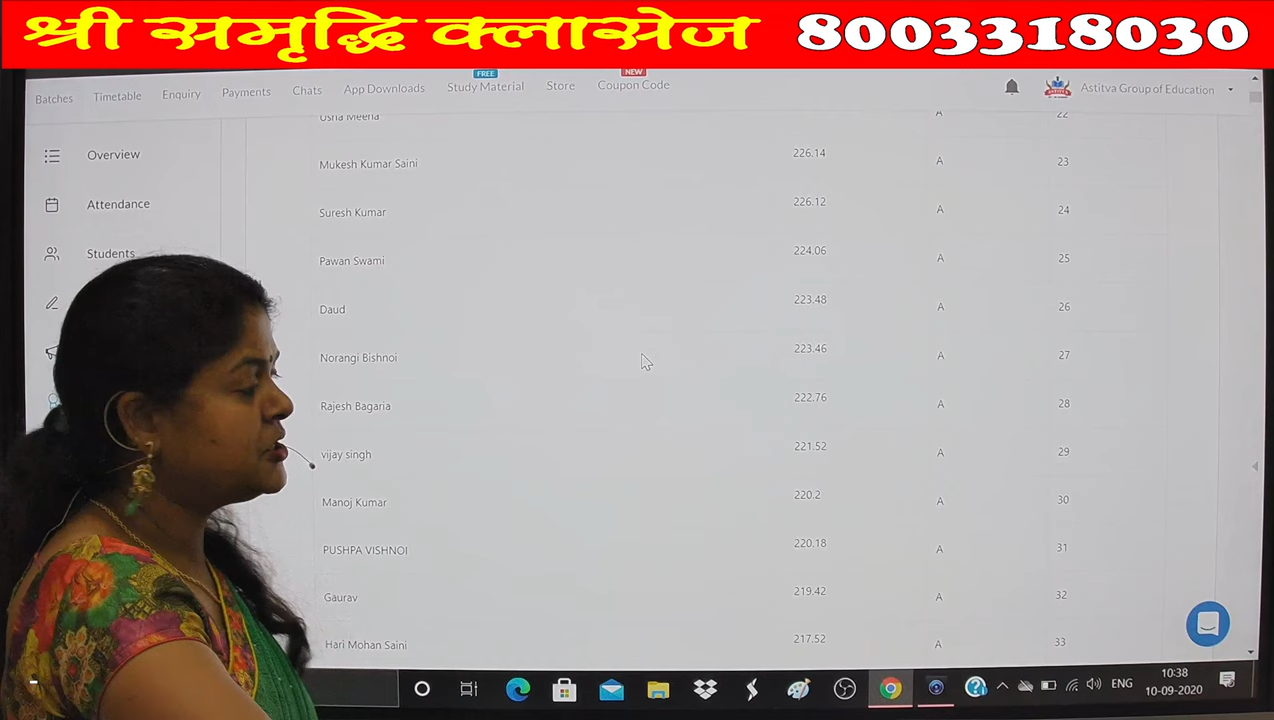 श्री समृद्धि क्लासेज 8003318030
Batches Timetable Enquiry Payments Chats App Downloads FREE Study Material Store NEW Coupon Code Astitva Group of Education
Usha Meena A 22
Overview
Mukesh Kumar Saini 226.14 A 23
Attendance
Suresh Kumar 226.12 A 24
Students
Pawan Swami 224.06 A 25
Daud 223.48 A 26
Norangi Bishnoi 223.46 A 27
Rajesh Bagaria 222.76 A 28
vijay singh 221.52 A 29
Manoj Kumar 220.2 A 30
PUSHPA VISHNOI 220.18 A 31
Gaurav 219.42 A 32
Hari Mohan Saini 217.52 A 33
ENG 10:38
10-09-2020